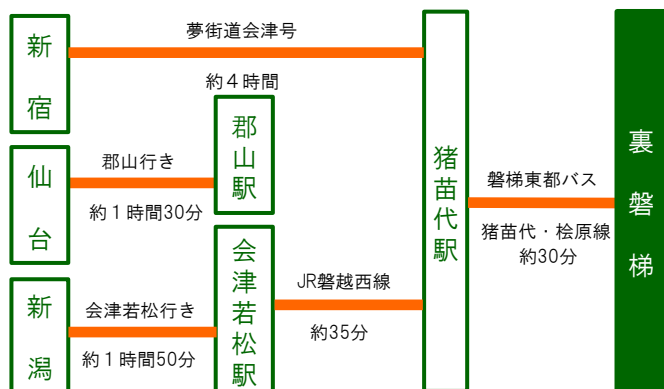 新宿
夢街道会津号
約４時間
仙台
郡山行き
約１時間30分
郡山駅
新潟
会津若松行き
約１時間50分
会津若松駅
JR磐越西線
約35分
猪苗代駅
磐梯東都バス
猪苗代・桧原線
約30分
裏磐梯